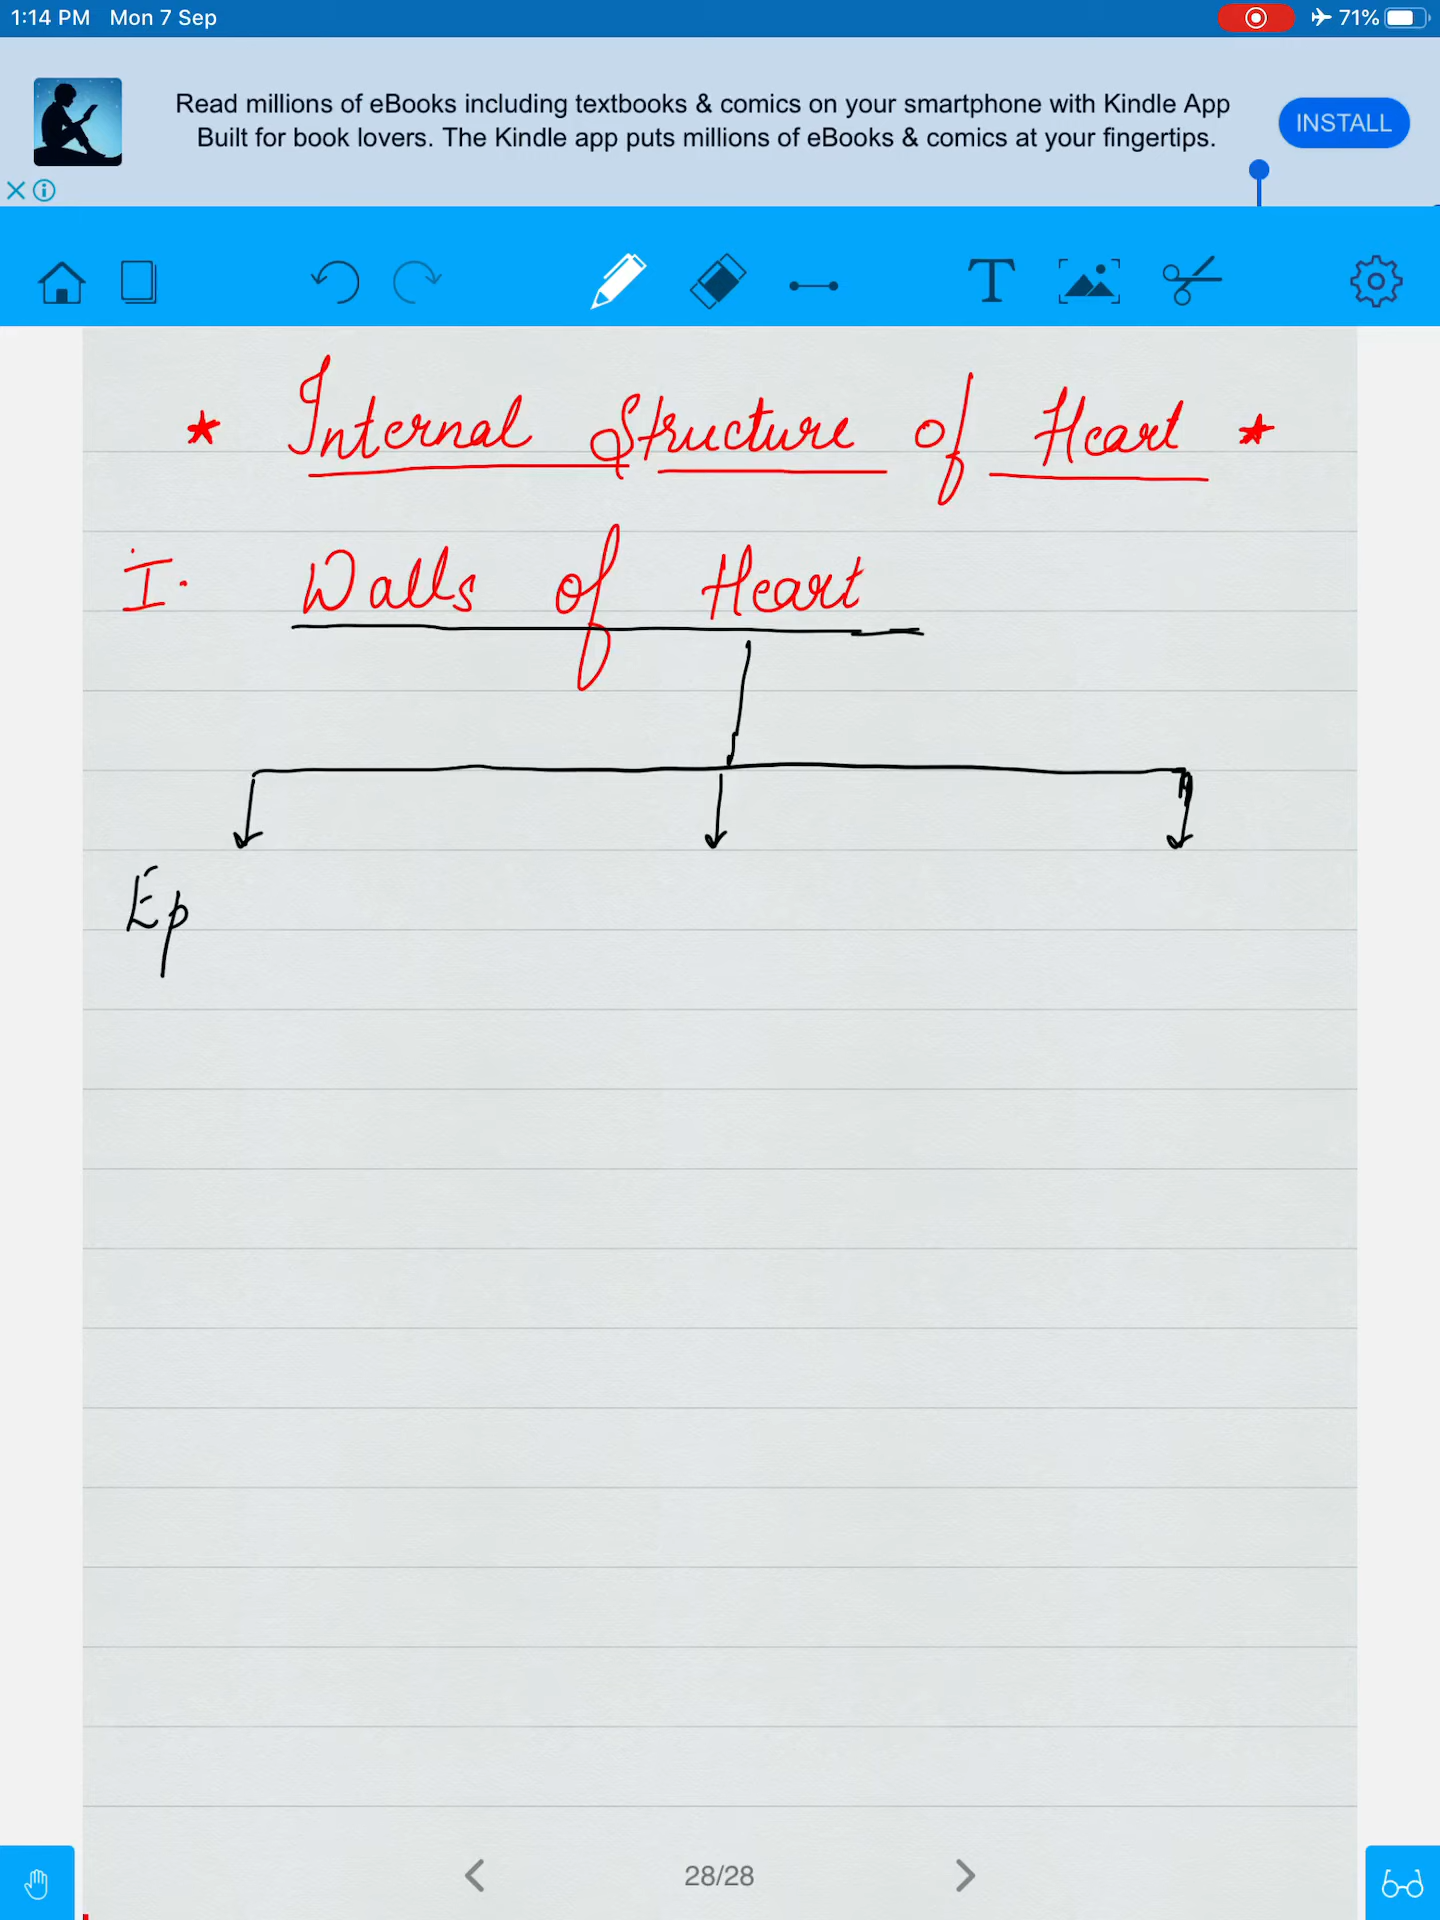 1:14 PM Mon 7 Sep 71%
Read millions of eBooks including textbooks & comics on your smartphone with Kindle App
Built for book lovers. The Kindle app puts millions of eBooks & comics at your fingertips.
INSTALL
T
★ Internal Structure of Heart ★
I. Walls of Heart
Ep
28/28